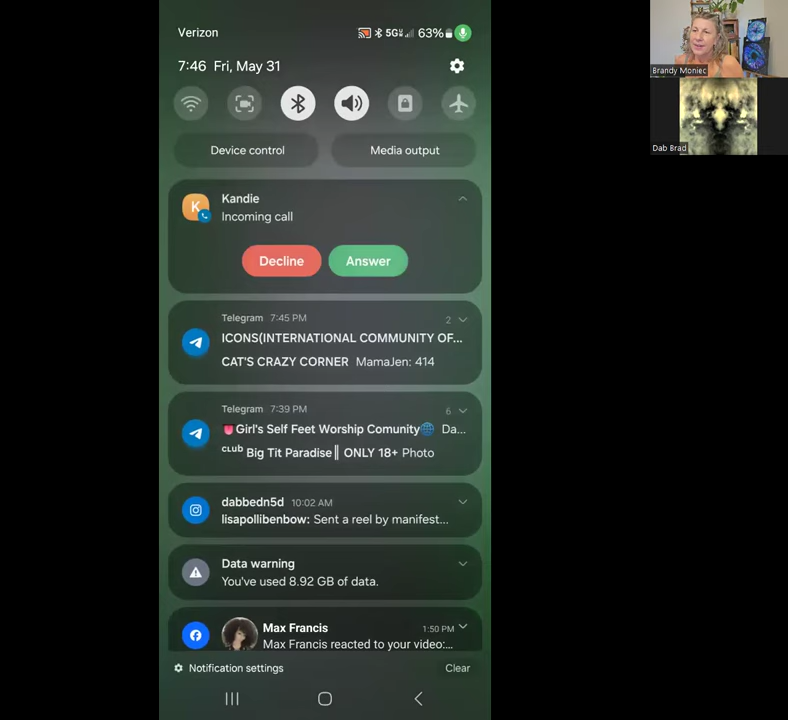 Verizon
5G 63%
7:46 Fri, May 31
Device control
Media output
K
Kandie
Incoming call
Decline
Answer
Telegram 7:45 PM 2
ICONS(INTERNATIONAL COMMUNITY OF...
CAT'S CRAZY CORNER MamaJen: 414
Telegram 7:39 PM 6
👅Girl's Self Feet Worship Comunity🌐 Da...
CLUB Big Tit Paradise║ ONLY 18+ Photo
dabbedn5d 10:02 AM
lisapollibenbow: Sent a reel by manifest...
Data warning
You've used 8.92 GB of data.
Max Francis 1:50 PM
Max Francis reacted to your video:...
Notification settings
Clear
Brandy Moniec
Dab Brad